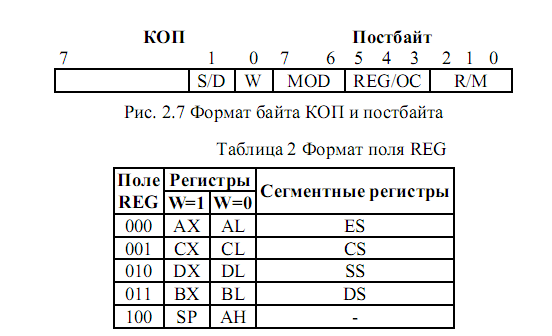 КОП Постбайт
7 1 0 7 6 5 4 3 2 1 0
S/D W MOD REG/OC R/M
Рис. 2.7 Формат байта КОП и постбайта
Таблица 2 Формат поля REG
Поле REG Регистры Сегментные регистры
W=1 W=0
000 AX AL ES
001 CX CL CS
010 DX DL SS
011 BX BL DS
100 SP AH -